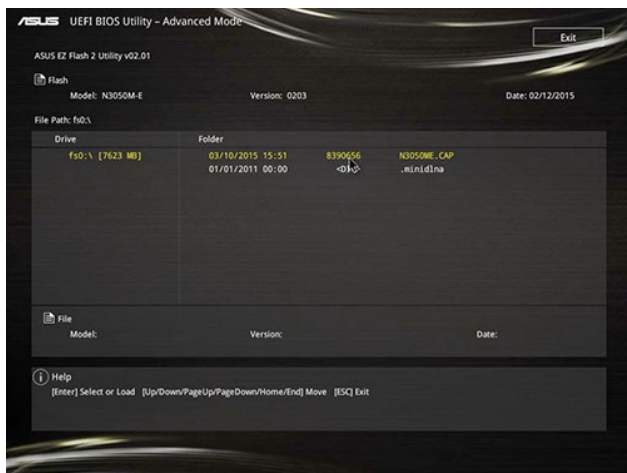 ASUS UEFI BIOS Utility – Advanced Mode
Exit
ASUS EZ Flash 2 Utility v02.01
Flash
Model: N3050M-E Version: 0203 Date: 02/12/2015
File Path: fs0:\
Drive Folder
fs0:\ [7623 MB] 03/10/2015 15:51 8390656 N3050ME.CAP
01/01/2011 00:00 .minidlna
File
Model: Version: Date:
Help
[Enter] Select or Load [Up/Down/PageUp/PageDown/Home/End] Move [ESC] Exit